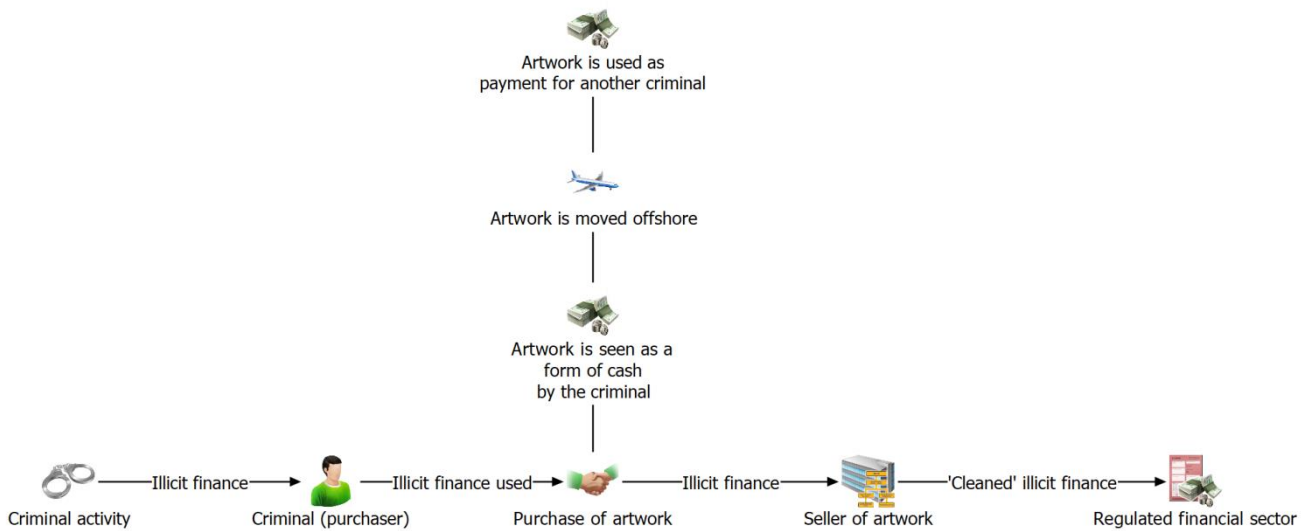 Artwork is used as
payment for another criminal
Artwork is moved offshore
Artwork is seen as a
form of cash
by the criminal
Illicit finance
Illicit finance used
Illicit finance
'Cleaned' illicit finance
Criminal activity
Criminal (purchaser)
Purchase of artwork
Seller of artwork
Regulated financial sector